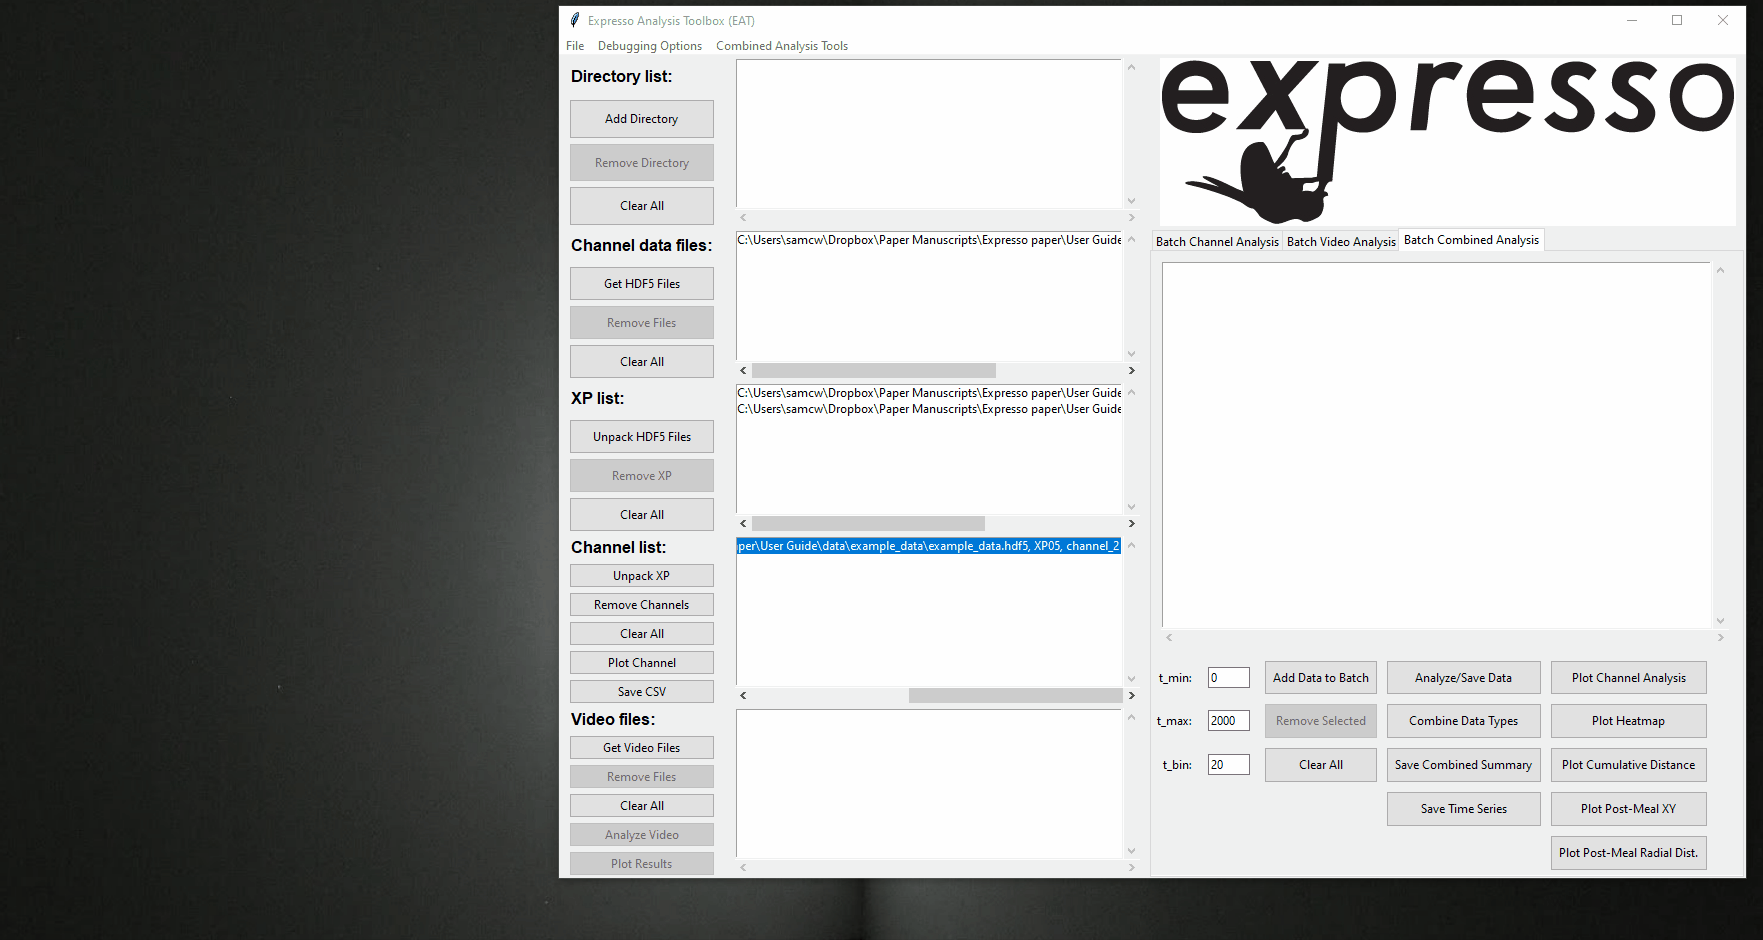 Expresso Analysis Toolbox (EAT)
File Debugging Options Combined Analysis Tools
Directory list:
Add Directory
Remove Directory
Clear All
Channel data files:
Get HDF5 Files
Remove Files
Clear All
XP list:
Unpack HDF5 Files
Remove XP
Clear All
Channel list:
Unpack XP
Remove Channels
Clear All
Plot Channel
Save CSV
Video files:
Get Video Files
Remove Files
Clear All
Analyze Video
Plot Results
C:\Users\samcw\Dropbox\Paper Manuscripts\Expresso paper\User Guide
C:\Users\samcw\Dropbox\Paper Manuscripts\Expresso paper\User Guide
C:\Users\samcw\Dropbox\Paper Manuscripts\Expresso paper\User Guide
per\User Guide\data\example_data\example_data.hdf5, XP05, channel_2
expresso
Batch Channel Analysis Batch Video Analysis Batch Combined Analysis
t_min: 0 Add Data to Batch Analyze/Save Data Plot Channel Analysis
t_max: 2000 Remove Selected Combine Data Types Plot Heatmap
t_bin: 20 Clear All Save Combined Summary Plot Cumulative Distance
Save Time Series Plot Post-Meal XY
Plot Post-Meal Radial Dist.